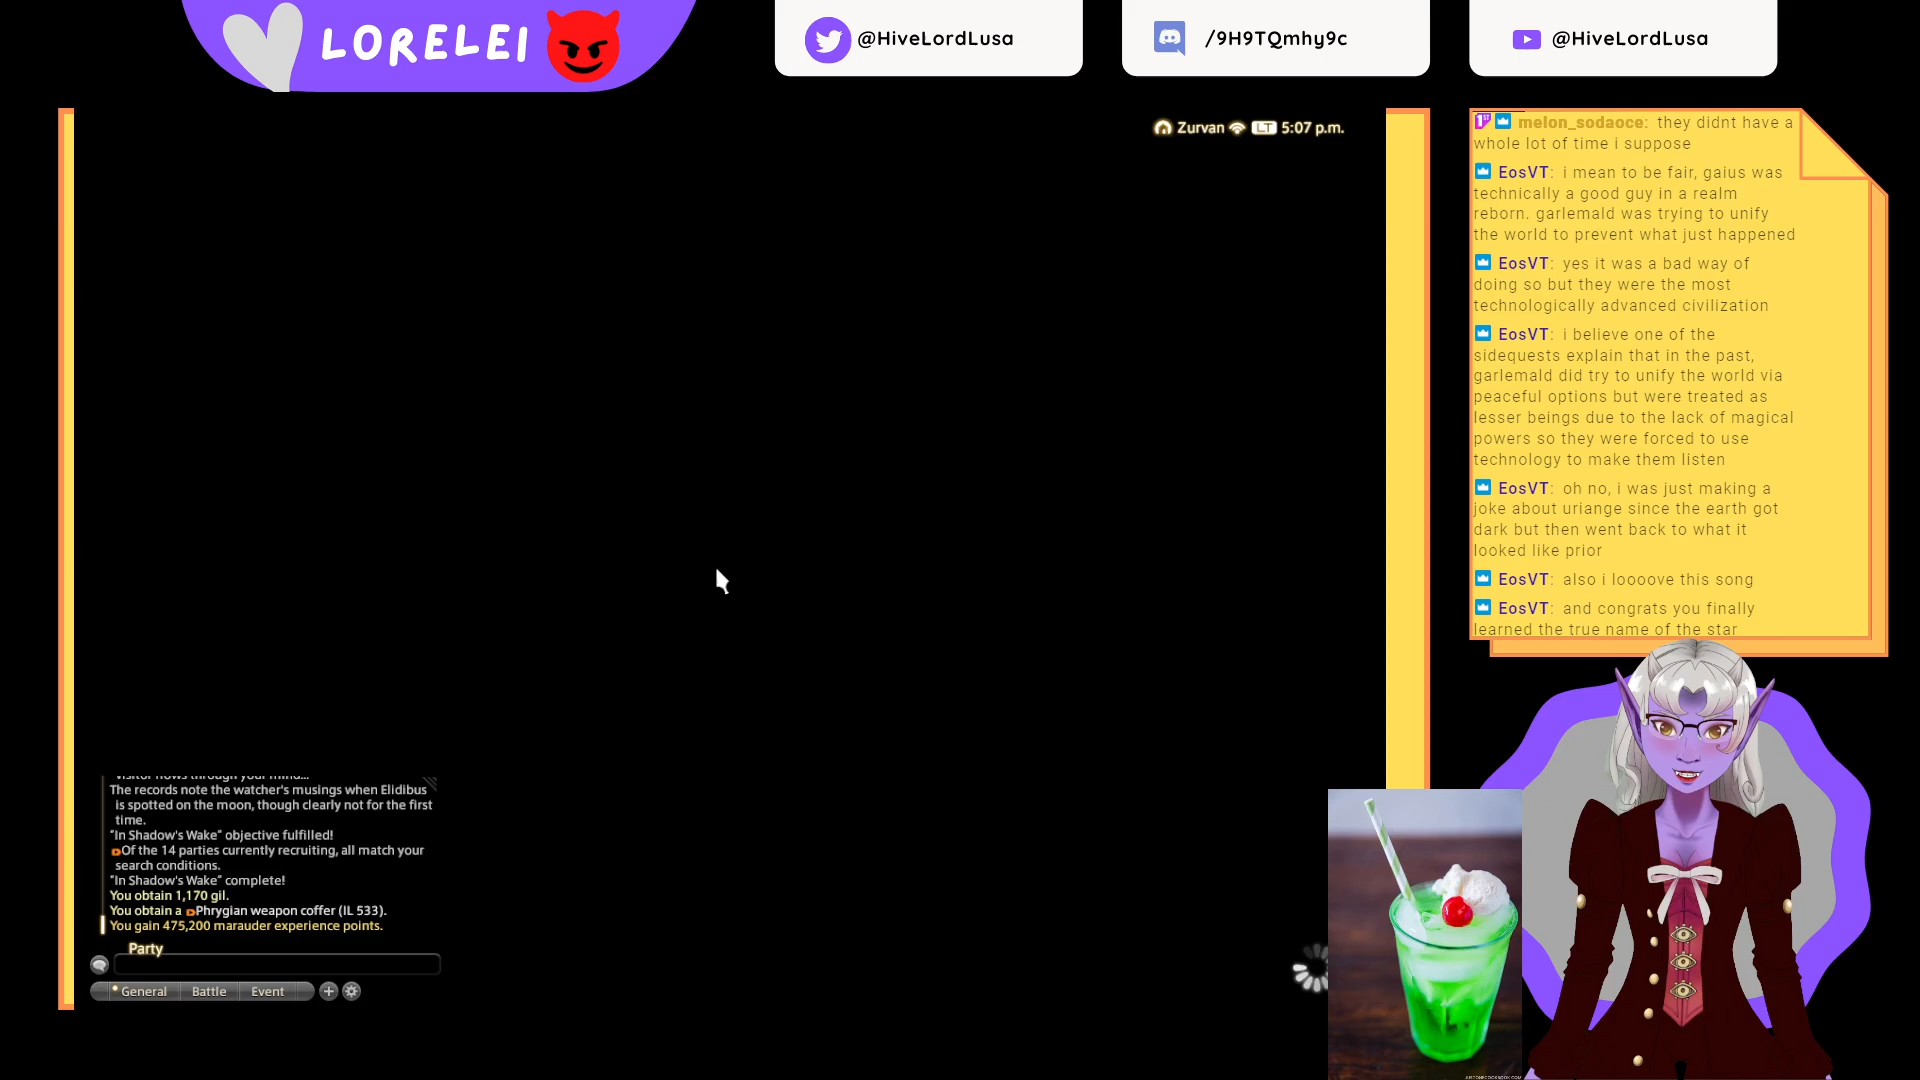 LORELEI
@HiveLordLusa
/9H9TQmhy9c
@HiveLordLusa
Zurvan LT 5:07 p.m.
melon_sodaoce: they didnt have a
whole lot of time i suppose
EosVT: i mean to be fair, gaius was
technically a good guy in a realm
reborn. garlemald was trying to unify
the world to prevent what just happened
EosVT: yes it was a bad way of
doing so but they were the most
technologically advanced civilization
EosVT: i believe one of the
sidequests explain that in the past,
garlemald did try to unify the world via
peaceful options but were treated as
lesser beings due to the lack of magical
powers so they were forced to use
technology to make them listen
EosVT: oh no, i was just making a
joke about uriange since the earth got
dark but then went back to what it
looked like prior
EosVT: also i loooove this song
EosVT: and congrats you finally
learned the true name of the star
visitor flows through your mind...
The records note the watcher's musings when Elidibus
is spotted on the moon, though clearly not for the first
time.
"In Shadow's Wake" objective fulfilled!
Of the 14 parties currently recruiting, all match your
search conditions.
"In Shadow's Wake" complete!
You obtain 1,170 gil.
You obtain a Phrygian weapon coffer (IL 533).
You gain 475,200 marauder experience points.
Party
General Battle Event
JUSTONECOOKBOOK.COM